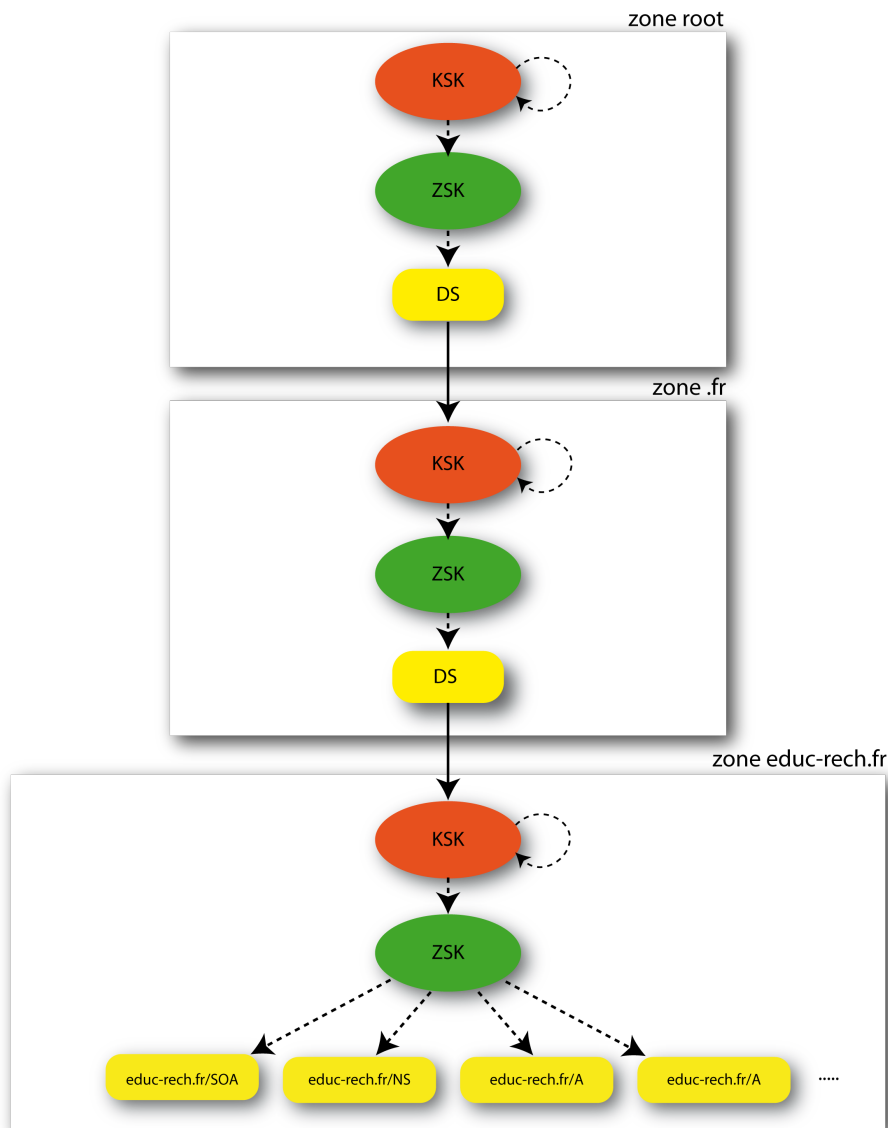 zone root
KSK
ZSK
DS
zone .fr
KSK
ZSK
DS
zone educ-rech.fr
KSK
ZSK
educ-rech.fr/SOA
educ-rech.fr/NS
educ-rech.fr/A
educ-rech.fr/A
.....